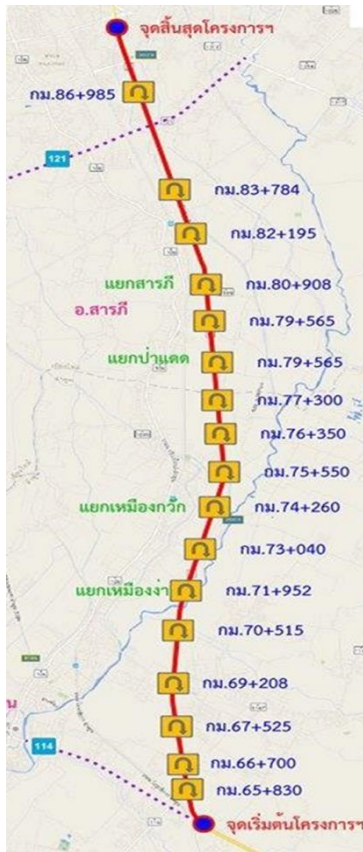 จุดสิ้นสุดโครงการฯ
กม.86+985
121
กม.83+784
กม.82+195
แยกสารภี
กม.80+908
อ.สารภี
กม.79+565
แยกป่าแดด
กม.79+565
กม.77+300
กม.76+350
กม.75+550
แยกเหมืองกวัก
กม.74+260
กม.73+040
แยกเหมืองง่า
กม.71+952
กม.70+515
กม.69+208
น
กม.67+525
114
กม.66+700
กม.65+830
จุดเริ่มต้นโครงการฯ